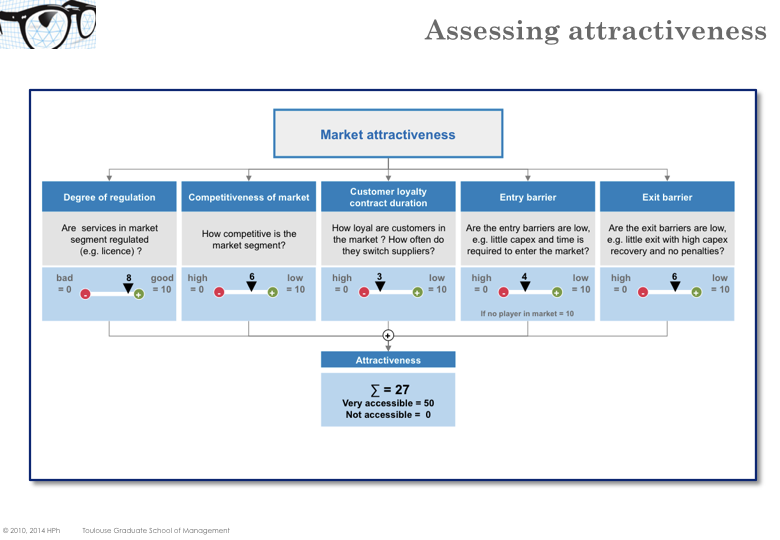 Assessing attractiveness
Market attractiveness
Degree of regulation
Are services in market
segment regulated
(e.g. licence) ?
bad
= 0
8
good
= 10
-
+
Competitiveness of market
How competitive is the
market segment?
high
= 0
6
low
= 10
-
+
Customer loyalty
contract duration
How loyal are customers in
the market ? How often do
they switch suppliers?
high
= 0
3
low
= 10
-
+
Entry barrier
Are the entry barriers are low,
e.g. little capex and time is
required to enter the market?
high
= 0
4
low
= 10
-
+
If no player in market = 10
Exit barrier
Are the exit barriers are low,
e.g. little exit with high capex
recovery and no penalties?
high
= 0
6
low
= 10
-
+
+
Attractiveness
∑ = 27
Very accessible = 50
Not accessible = 0
© 2010, 2014 HPh Toulouse Graduate School of Management